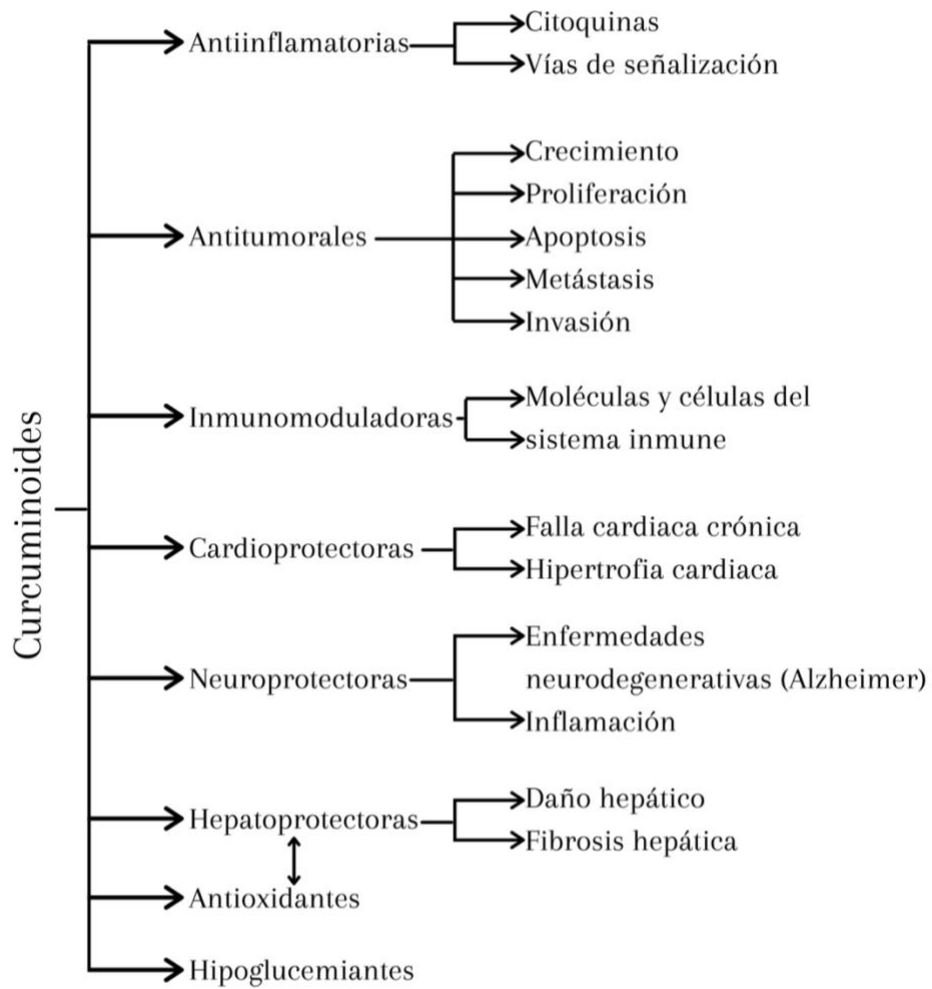 Curcuminoides
Antiinflamatorias
Citoquinas
Vías de señalización
Antitumorales
Crecimiento
Proliferación
Apoptosis
Metástasis
Invasión
Inmunomoduladoras
Moléculas y células del
sistema inmune
Cardioprotectoras
Falla cardiaca crónica
Hipertrofia cardiaca
Neuroprotectoras
Enfermedades
neurodegenerativas (Alzheimer)
Inflamación
Hepatoprotectoras
Daño hepático
Fibrosis hepática
Antioxidantes
Hipoglucemiantes